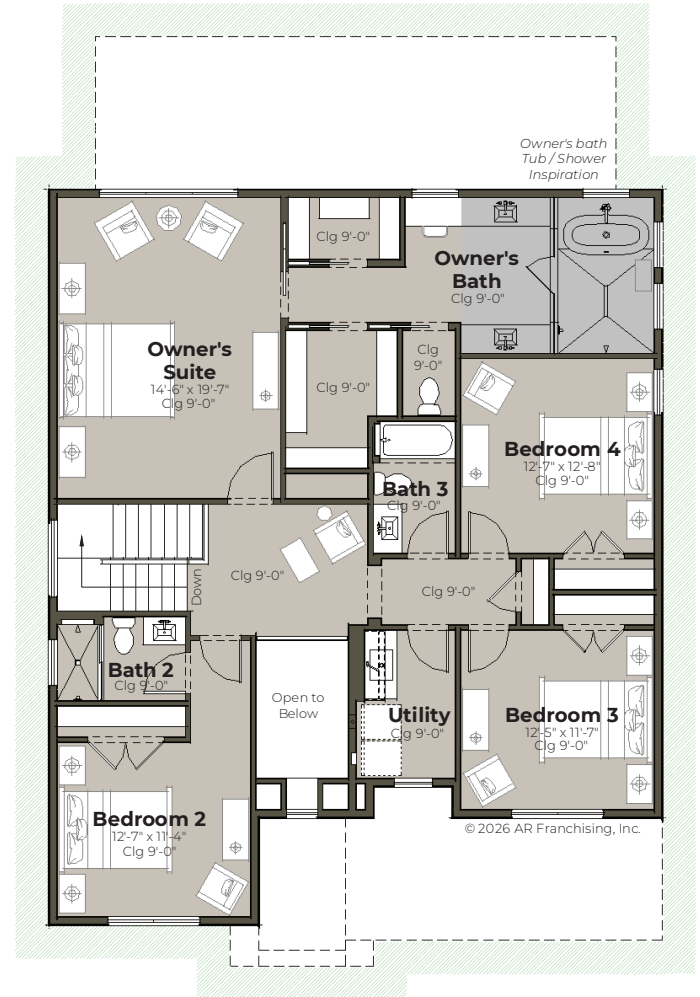 Owner's bath
Tub / Shower
Inspiration
Clg 9'-0"
Owner's
Bath
Clg 9'-0"
Owner's
Suite
14'-6" x 19'-7"
Clg 9'-0"
Clg 9'-0"
Clg
9'-0"
Bedroom 4
12'-7" x 12'-8"
Clg 9'-0"
Bath 3
Clg 9'-0"
Down
Clg 9'-0"
Clg 9'-0"
Bath 2
Clg 9'-0"
Open to
Below
Utility
Clg 9'-0"
Bedroom 3
12'-5" x 11'-7"
Clg 9'-0"
Bedroom 2
12'-7" x 11'-4"
Clg 9'-0"
© 2026 AR Franchising, Inc.